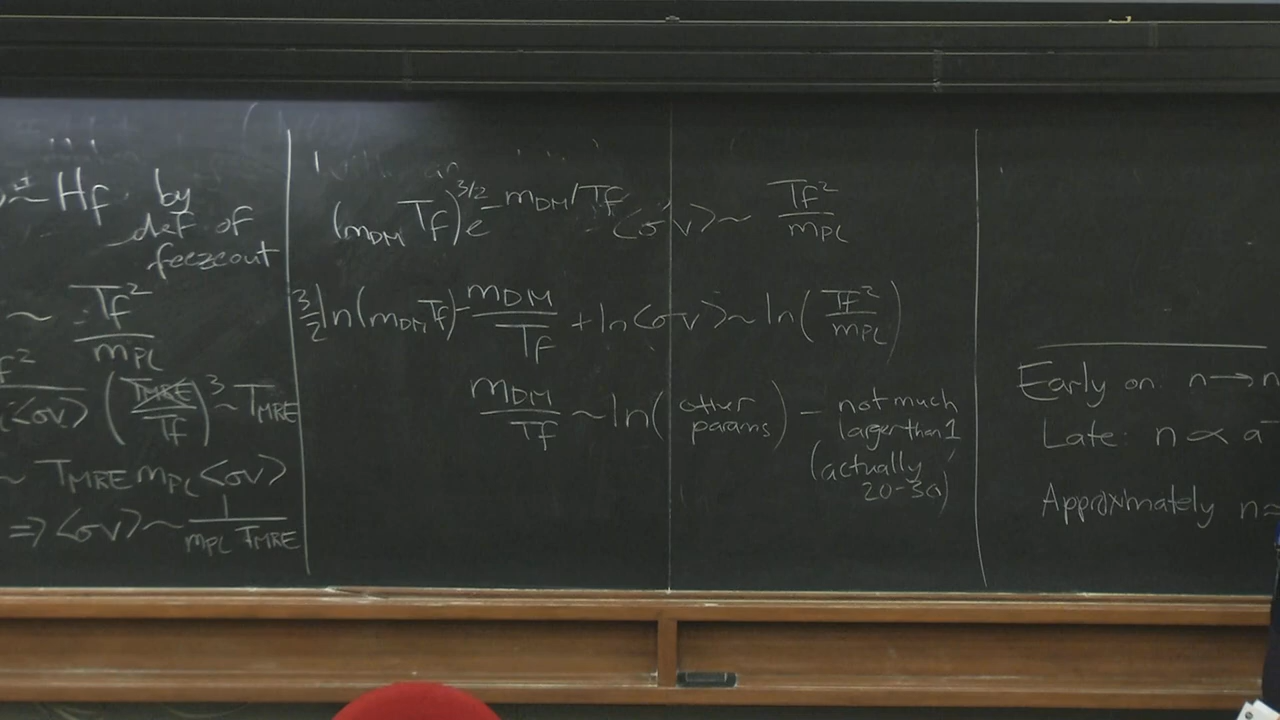 ~ Hf by
def of
feezeout
~ Tf²/mPL
f²/<σv> (TMRE/Tf)³ ~ TMRE
~ TMRE mPL <σv>
=> <σv> ~ 1/(mPL TMRE)
(mDM Tf)^3/2 e^-mDM/Tf <σv> ~ Tf²/mPL
3/2 ln(mDM Tf) - mDM/Tf + ln<σv> ~ ln(Tf²/mPL)
mDM/Tf ~ ln(other params) - not much
larger than 1
(actually
20-30)
Early on: n → n
Late: n ∝ a⁻
Approximately n ≈